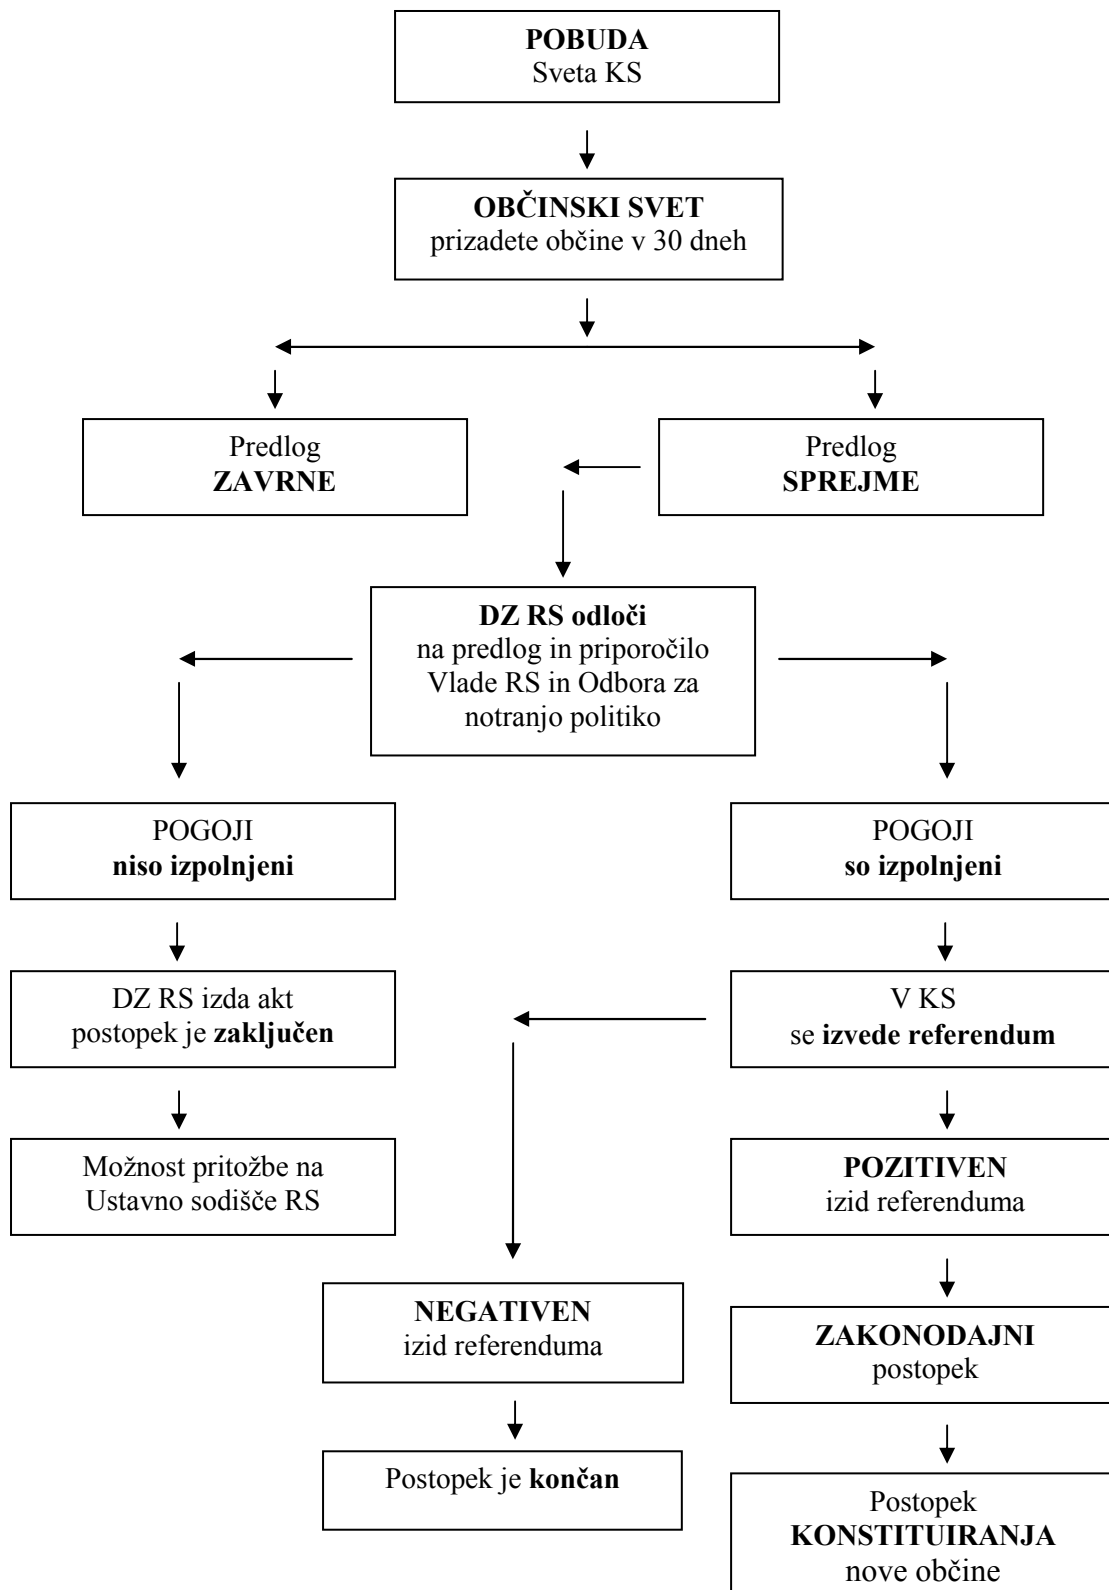 POBUDA
Sveta KS
OBČINSKI SVET
prizadete občine v 30 dneh
Predlog
ZAVRNE
Predlog
SPREJME
DZ RS odloči
na predlog in priporočilo
Vlade RS in Odbora za
notranjo politiko
POGOJI
niso izpolnjeni
POGOJI
so izpolnjeni
DZ RS izda akt
postopek je zaključen
V KS
se izvede referendum
Možnost pritožbe na
Ustavno sodišče RS
POZITIVEN
izid referenduma
NEGATIVEN
izid referenduma
ZAKONODAJNI
postopek
Postopek je končan
Postopek
KONSTITUIRANJA
nove občine